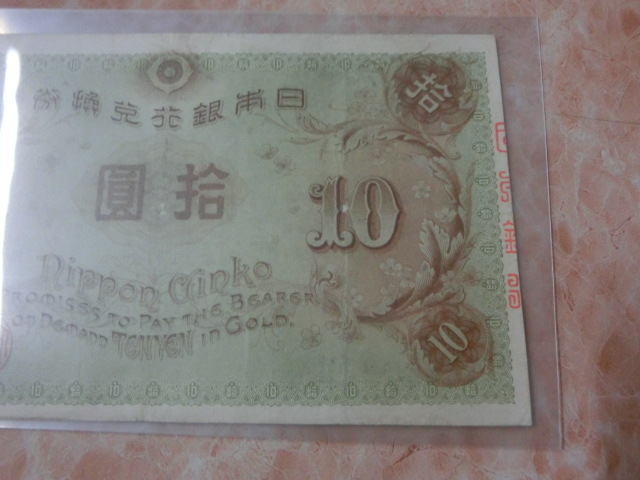 拾
日本銀行兌換券
拾圓
10
Nippon Ginko
PROMISES TO PAY THE BEARER
ON DEMAND TEN YEN IN GOLD.
10